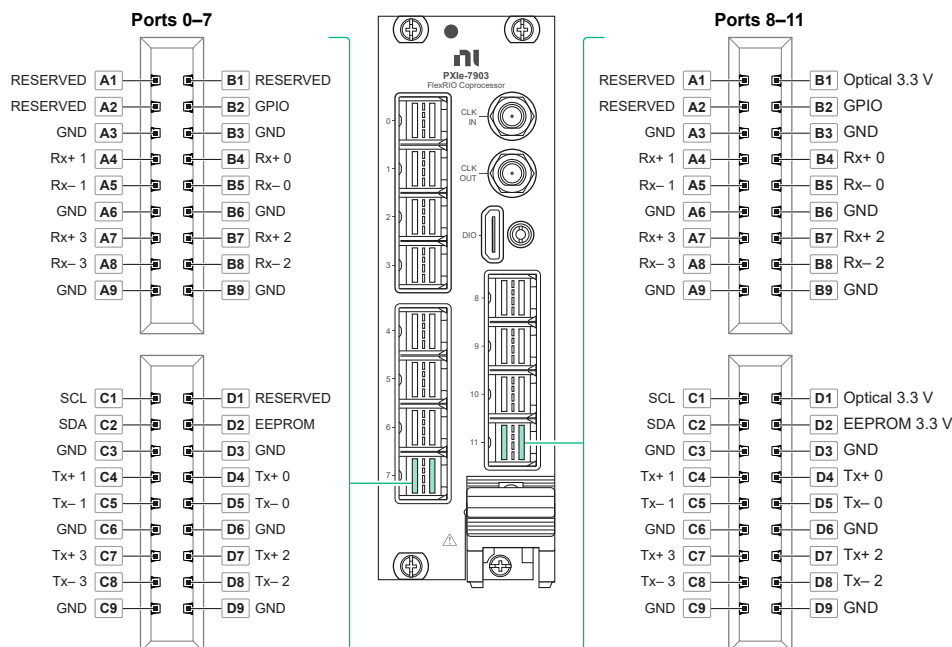 Ports 0–7
RESERVED A1 B1 RESERVED
RESERVED A2 B2 GPIO
GND A3 B3 GND
Rx+ 1 A4 B4 Rx+ 0
Rx– 1 A5 B5 Rx– 0
GND A6 B6 GND
Rx+ 3 A7 B7 Rx+ 2
Rx– 3 A8 B8 Rx– 2
GND A9 B9 GND
SCL C1 D1 RESERVED
SDA C2 D2 EEPROM
GND C3 D3 GND
Tx+ 1 C4 D4 Tx+ 0
Tx– 1 C5 D5 Tx– 0
GND C6 D6 GND
Tx+ 3 C7 D7 Tx+ 2
Tx– 3 C8 D8 Tx– 2
GND C9 D9 GND
ni
PXIe-7903
FlexRIO Coprocessor
0
1
2
3
4
5
6
7
CLK
IN
CLK
OUT
DIO
8
9
10
11
Ports 8–11
RESERVED A1 B1 Optical 3.3 V
RESERVED A2 B2 GPIO
GND A3 B3 GND
Rx+ 1 A4 B4 Rx+ 0
Rx– 1 A5 B5 Rx– 0
GND A6 B6 GND
Rx+ 3 A7 B7 Rx+ 2
Rx– 3 A8 B8 Rx– 2
GND A9 B9 GND
SCL C1 D1 Optical 3.3 V
SDA C2 D2 EEPROM 3.3 V
GND C3 D3 GND
Tx+ 1 C4 D4 Tx+ 0
Tx– 1 C5 D5 Tx– 0
GND C6 D6 GND
Tx+ 3 C7 D7 Tx+ 2
Tx– 3 C8 D8 Tx– 2
GND C9 D9 GND